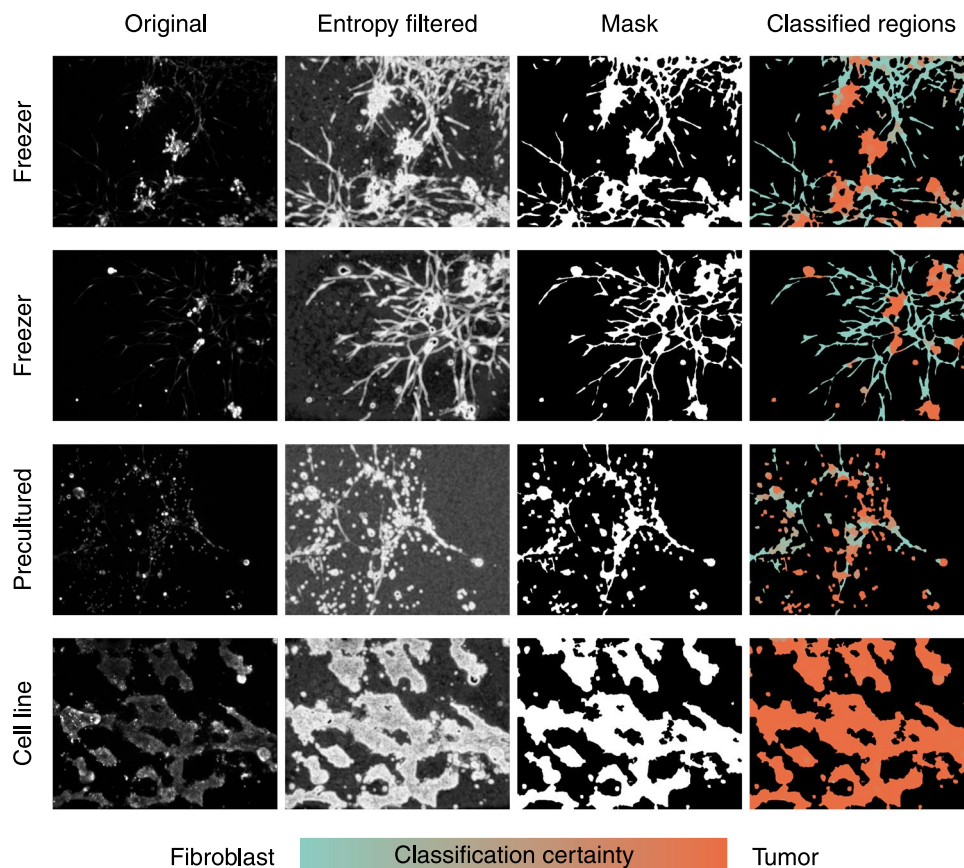 Original Entropy filtered Mask Classified regions
Freezer
Freezer
Precultured
Cell line
Fibroblast Classification certainty Tumor